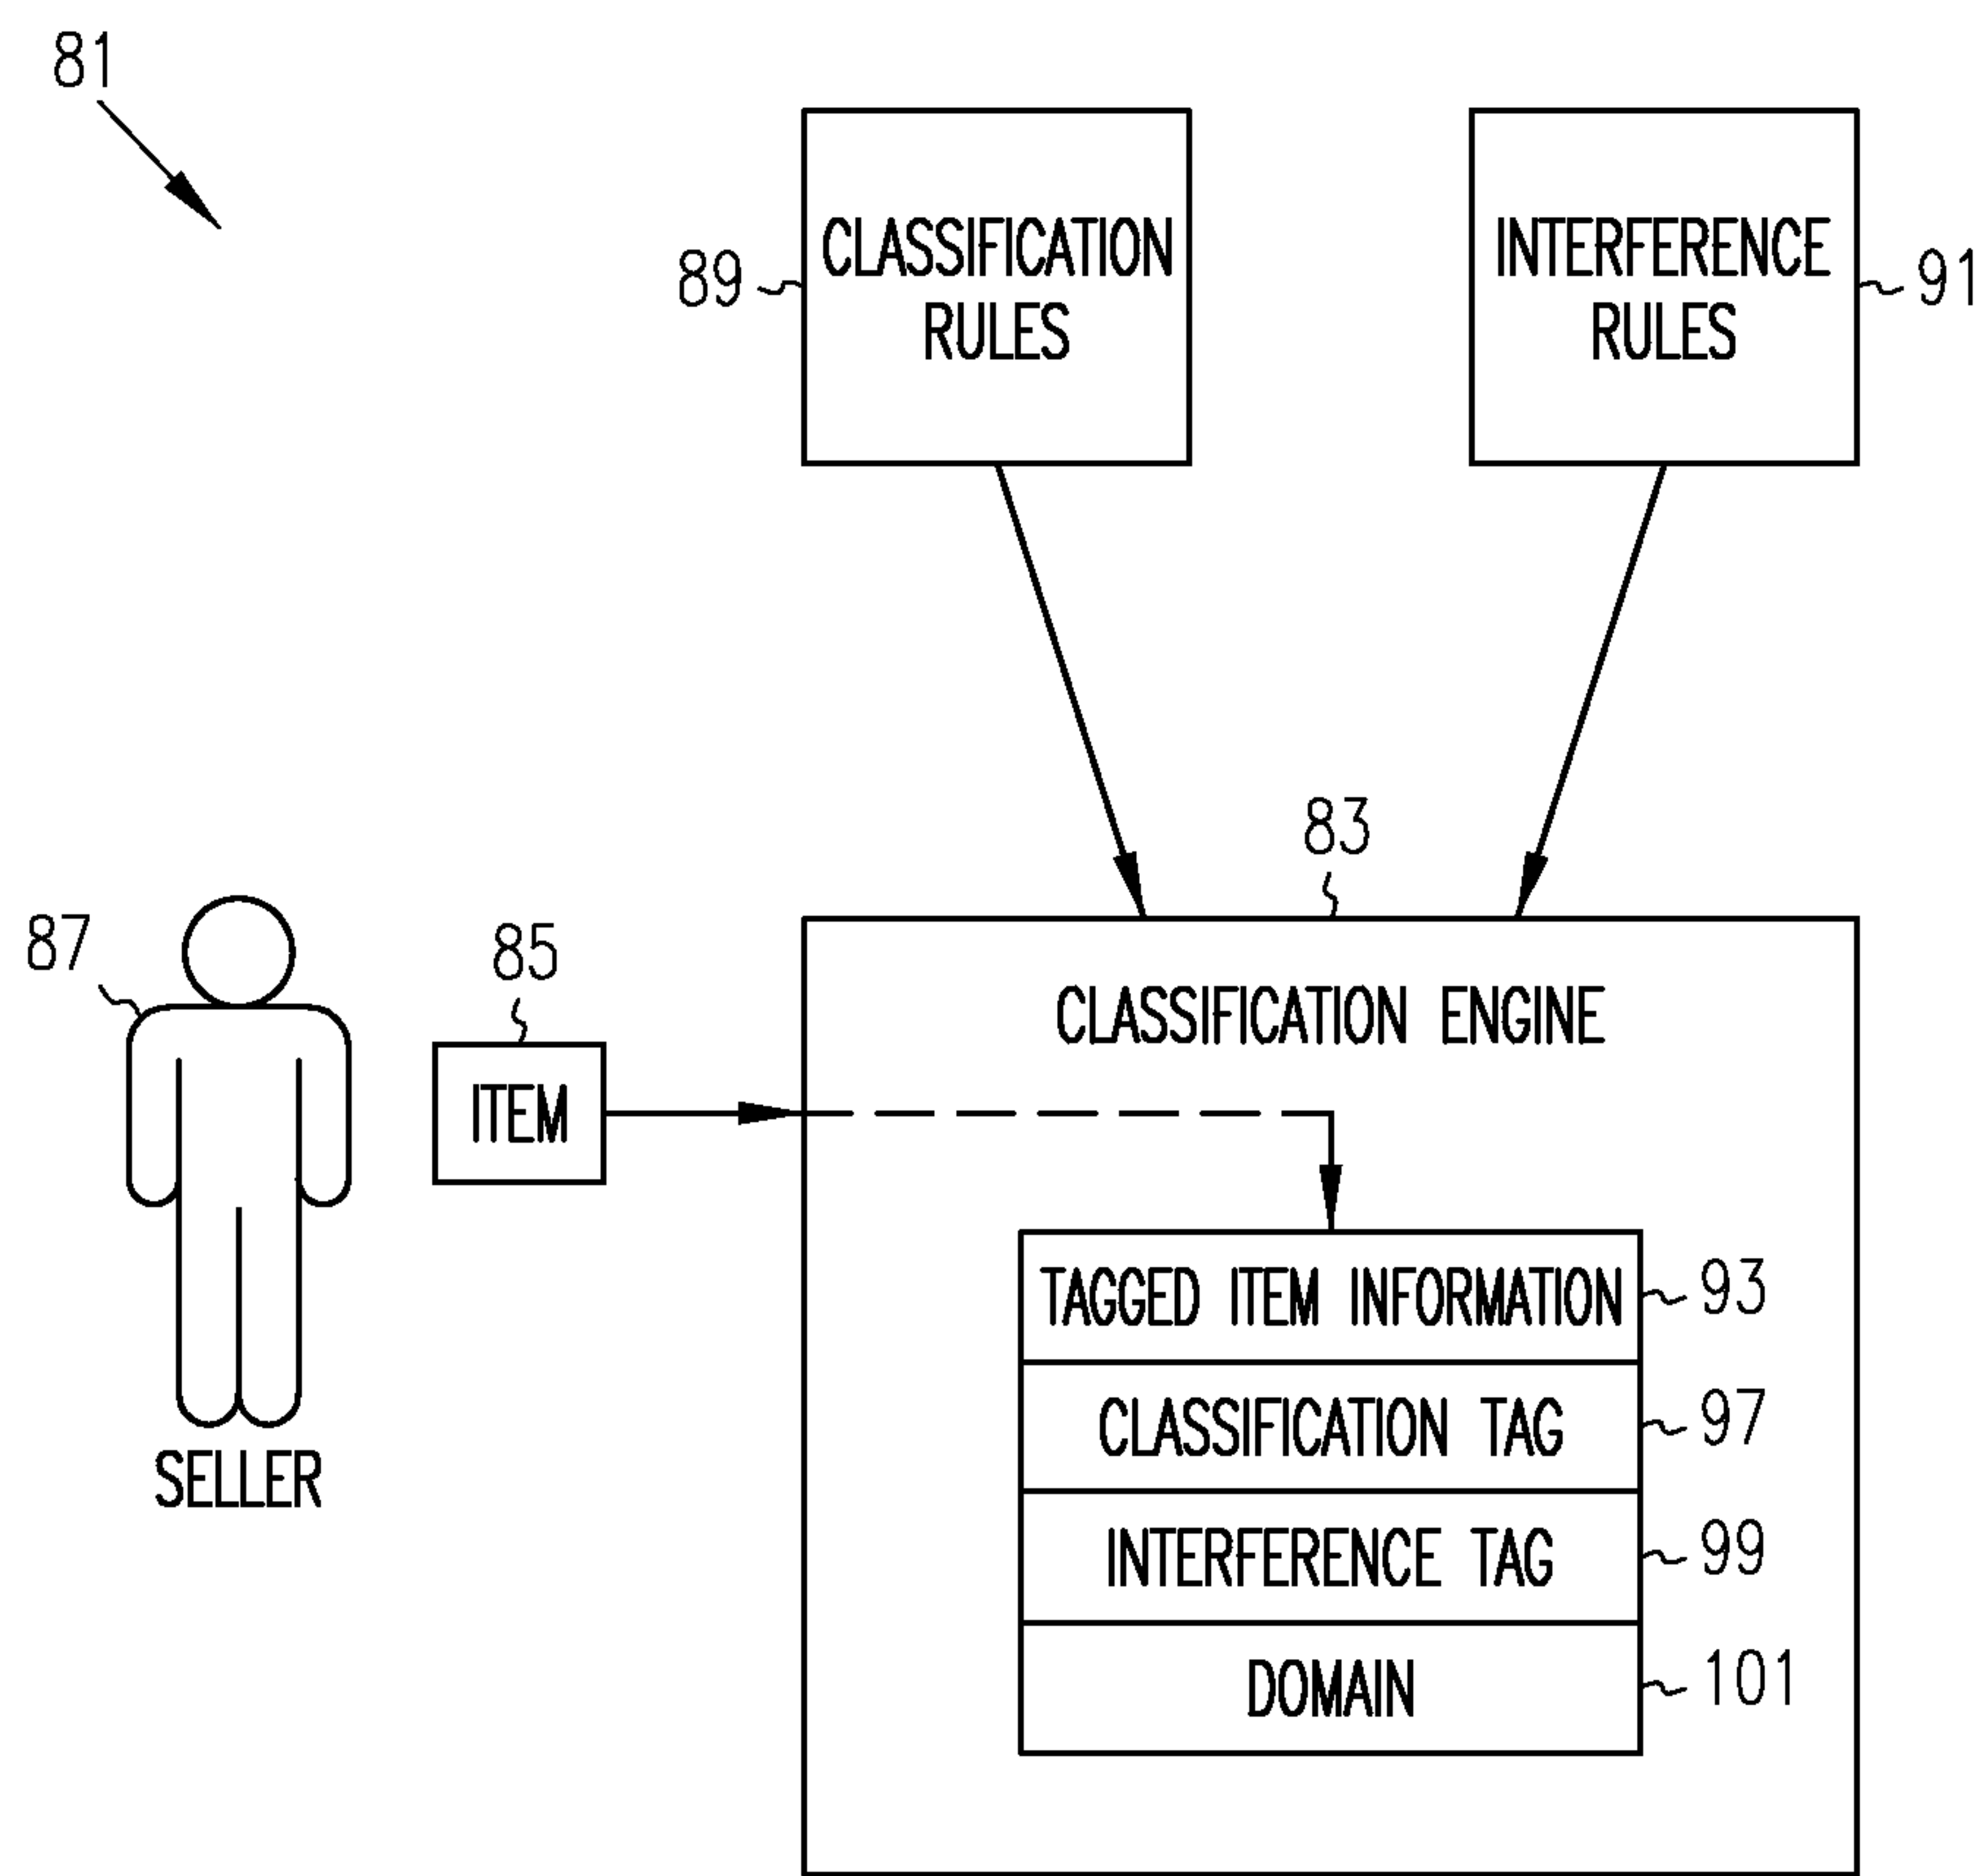 81
CLASSIFICATION
RULES
89
INTERFERENCE
RULES
91
83
87
85
CLASSIFICATION ENGINE
ITEM
TAGGED ITEM INFORMATION
93
CLASSIFICATION TAG
97
SELLER
INTERFERENCE TAG
99
DOMAIN
101